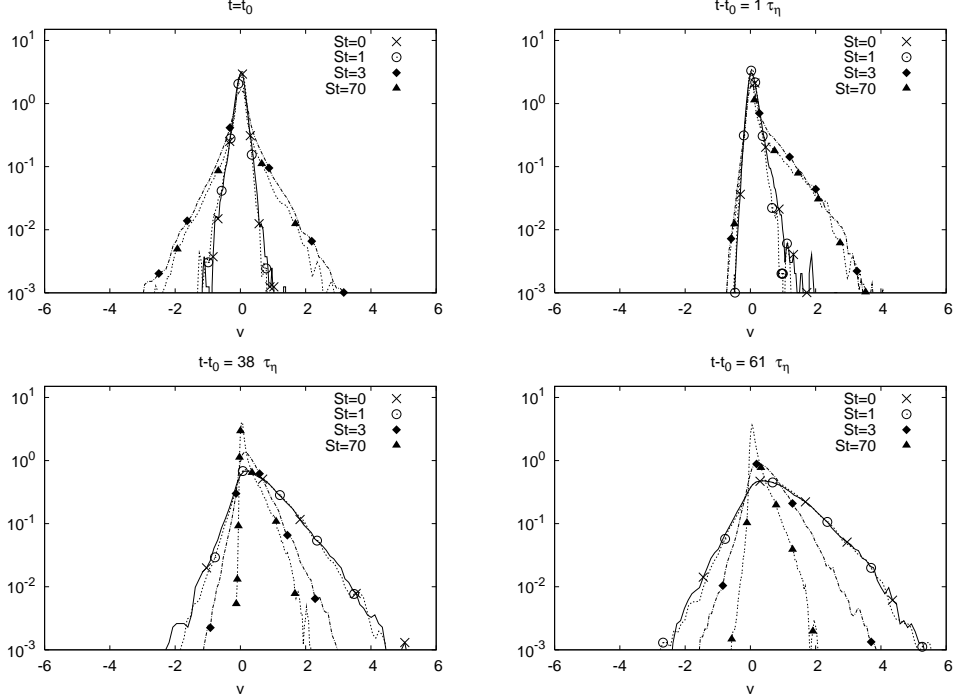 t=t₀
10¹
10⁰
10⁻¹
10⁻²
10⁻³
-6 -4 -2 0 2 4 6
v
St=0
St=1
St=3
St=70
t-t₀ = 1 τη
10¹
10⁰
10⁻¹
10⁻²
10⁻³
-6 -4 -2 0 2 4 6
v
St=0
St=1
St=3
St=70
t-t₀ = 38 τη
10¹
10⁰
10⁻¹
10⁻²
10⁻³
-6 -4 -2 0 2 4 6
v
St=0
St=1
St=3
St=70
t-t₀ = 61 τη
10¹
10⁰
10⁻¹
10⁻²
10⁻³
-6 -4 -2 0 2 4 6
v
St=0
St=1
St=3
St=70